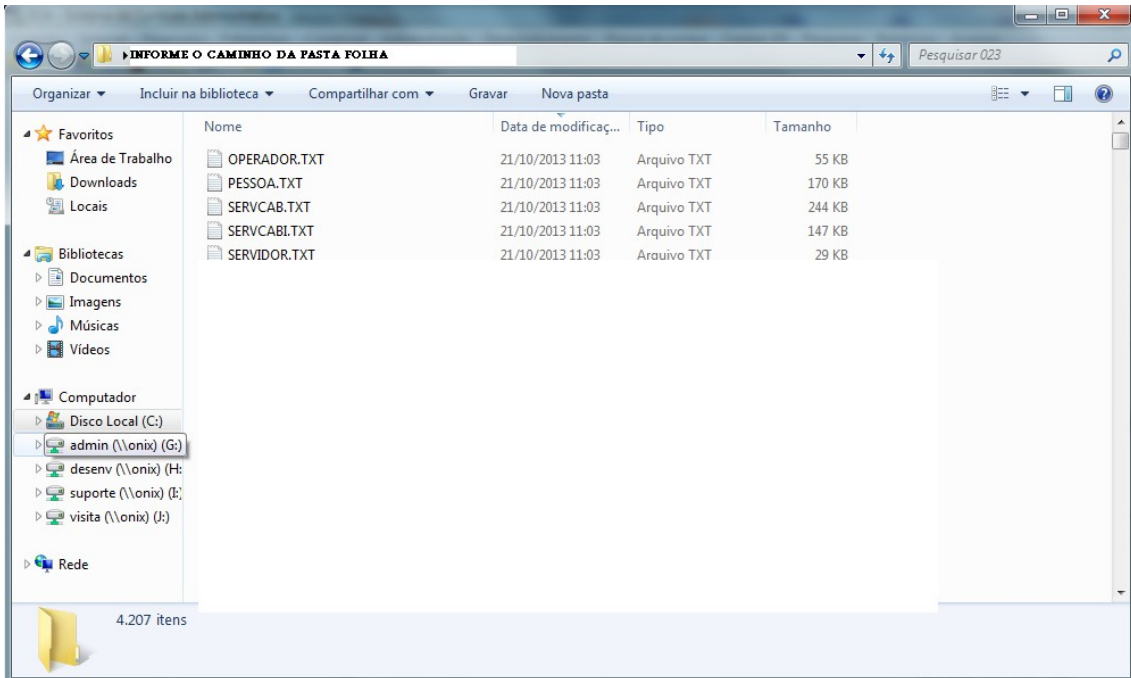 INFORME O CAMINHO DA PASTA FOLHA
Pesquisar 023
Organizar Incluir na biblioteca Compartilhar com Gravar Nova pasta
Nome Data de modificaç... Tipo Tamanho
OPERADOR.TXT 21/10/2013 11:03 Arquivo TXT 55 KB
PESSOA.TXT 21/10/2013 11:03 Arquivo TXT 170 KB
SERVCAB.TXT 21/10/2013 11:03 Arquivo TXT 244 KB
SERVCABI.TXT 21/10/2013 11:03 Arquivo TXT 147 KB
SERVIDOR.TXT 21/10/2013 11:03 Arquivo TXT 29 KB
Favoritos
Área de Trabalho
Downloads
Locais
Bibliotecas
Documentos
Imagens
Músicas
Vídeos
Computador
Disco Local (C:)
admin (\\onix) (G:)
desenv (\\onix) (H:
suporte (\\onix) (I:)
visita (\\onix) (J:)
Rede
4.207 itens